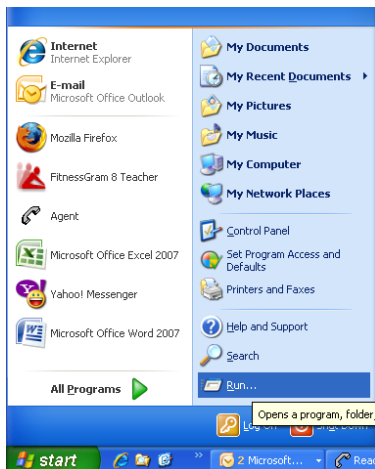 Internet
Internet Explorer
E-mail
Microsoft Office Outlook
Mozilla Firefox
FitnessGram 8 Teacher
Agent
Microsoft Office Excel 2007
Yahoo! Messenger
Microsoft Office Word 2007
All Programs
My Documents
My Recent Documents
My Pictures
My Music
My Computer
My Network Places
Control Panel
Set Program Access and
Defaults
Printers and Faxes
Help and Support
Search
Run...
Opens a program, folder,
start
2 Microsoft...
Read